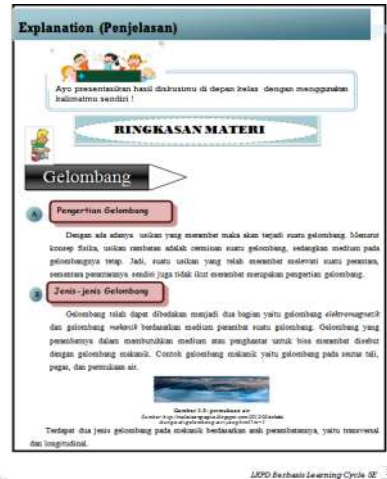 Explanation (Penjelasan)
Ayo presentasikan hasil diskusimu di depan kelas dengan menggunakan
kalimatmu sendiri !
RINGKASAN MATERI
Gelombang
A
Pengertian Gelombang
Dengan ada adanya usikan yang merambat maka akan terjadi suatu gelombang. Menurut
konsep fisika, usikan rambatan adalah cerminan suatu gelombang, sedangkan medium pada
gelombangnya tetap. Jadi, suatu usikan yang telah merambat melewati suatu perantara,
sementara perantaranya sendiri juga tidak ikut merambat merupakan pengertian gelombang.
B
Jenis-jenis Gelombang
Gelombang telah dapat dibedakan menjadi dua bagian yaitu gelombang elektromagnetik
dan gelombang mekanik berdasarkan medium perambat suatu gelombang. Gelombang yang
perambatnya dalam membutuhkan medium atau penghantar untuk bisa merambat disebut
dengan gelombang mekanik. Contoh gelombang mekanik yaitu gelombang pada seutas tali,
pegas, dan permukaan air.
permukaan air
Terdapat dua jenis gelombang pada mekanik berdasarkan arah perambatannya, yaitu transversal
dan longitudinal.
LKPD Berbasis Learning Cycle 5E